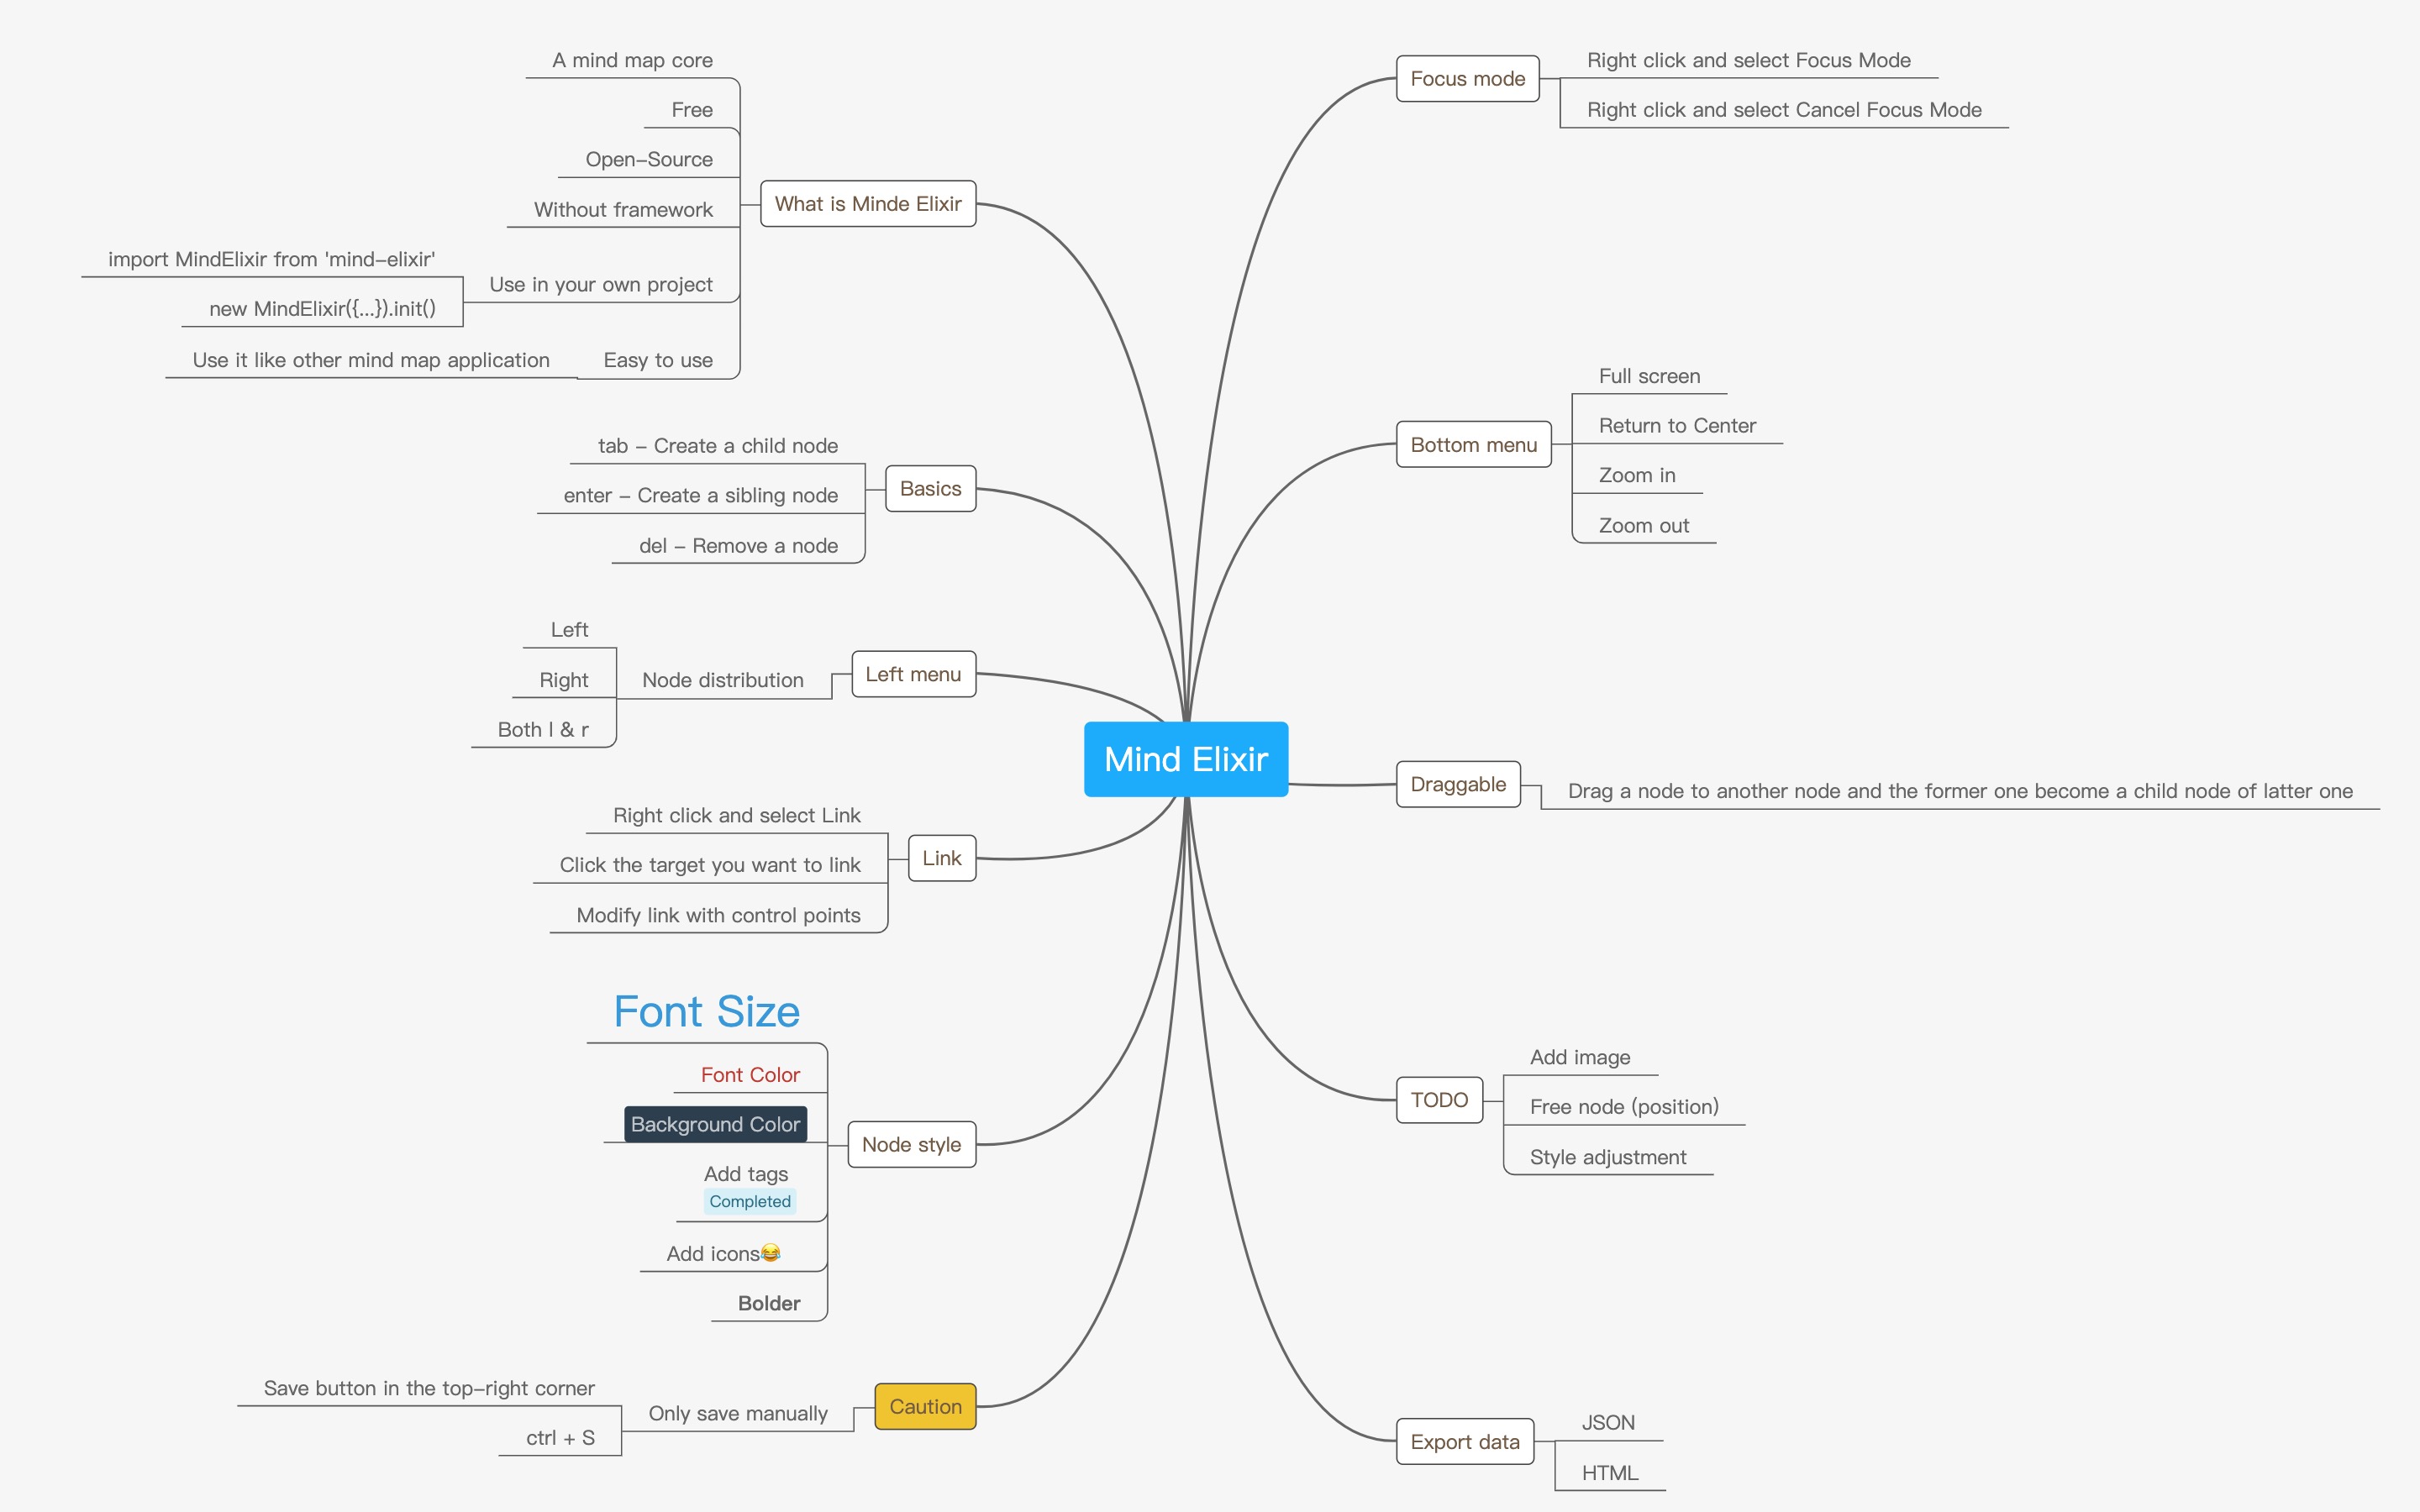 Mind Elixir
What is Minde Elixir
A mind map core
Free
Open-Source
Without framework
Use in your own project
import MindElixir from 'mind-elixir'
new MindElixir({...}).init()
Easy to use
Use it like other mind map application
Basics
tab – Create a child node
enter – Create a sibling node
del – Remove a node
Left menu
Node distribution
Left
Right
Both l & r
Link
Right click and select Link
Click the target you want to link
Modify link with control points
Node style
Font Size
Font Color
Background Color
Add tags
Completed
Add icons😂
Bolder
Caution
Only save manually
Save button in the top-right corner
ctrl + S
Focus mode
Right click and select Focus Mode
Right click and select Cancel Focus Mode
Bottom menu
Full screen
Return to Center
Zoom in
Zoom out
Draggable
Drag a node to another node and the former one become a child node of latter one
TODO
Add image
Free node (position)
Style adjustment
Export data
JSON
HTML